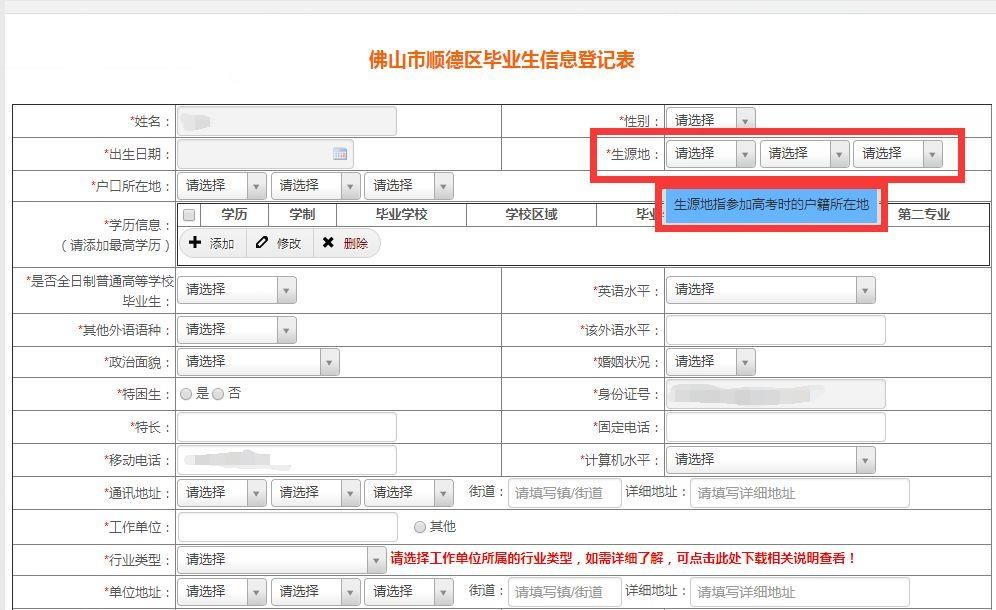 佛山市顺德区毕业生信息登记表
*姓名： *性别： 请选择
*出生日期： *生源地： 请选择 请选择 请选择
*户口所在地： 请选择 请选择 请选择
生源地指参加高考时的户籍所在地
*学历信息：
（请添加最高学历）
学历 学制 毕业学校 学校区域 毕业 第二专业
添加 修改 删除
*是否全日制普通高等学校
毕业生： 请选择 *英语水平： 请选择
*其他外语语种： 请选择 *该外语水平：
*政治面貌： 请选择 *婚姻状况： 请选择
*特困生： 是 否 *身份证号：
*特长： *固定电话：
*移动电话： *计算机水平： 请选择
*通讯地址： 请选择 请选择 请选择 街道： 请填写镇/街道 详细地址： 请填写详细地址
*工作单位： 其他
*行业类型： 请选择 请选择工作单位所属的行业类型，如需详细了解，可点击此处下载相关说明查看！
*单位地址： 请选择 请选择 请选择 街道： 请填写镇/街道 详细地址： 请填写详细地址